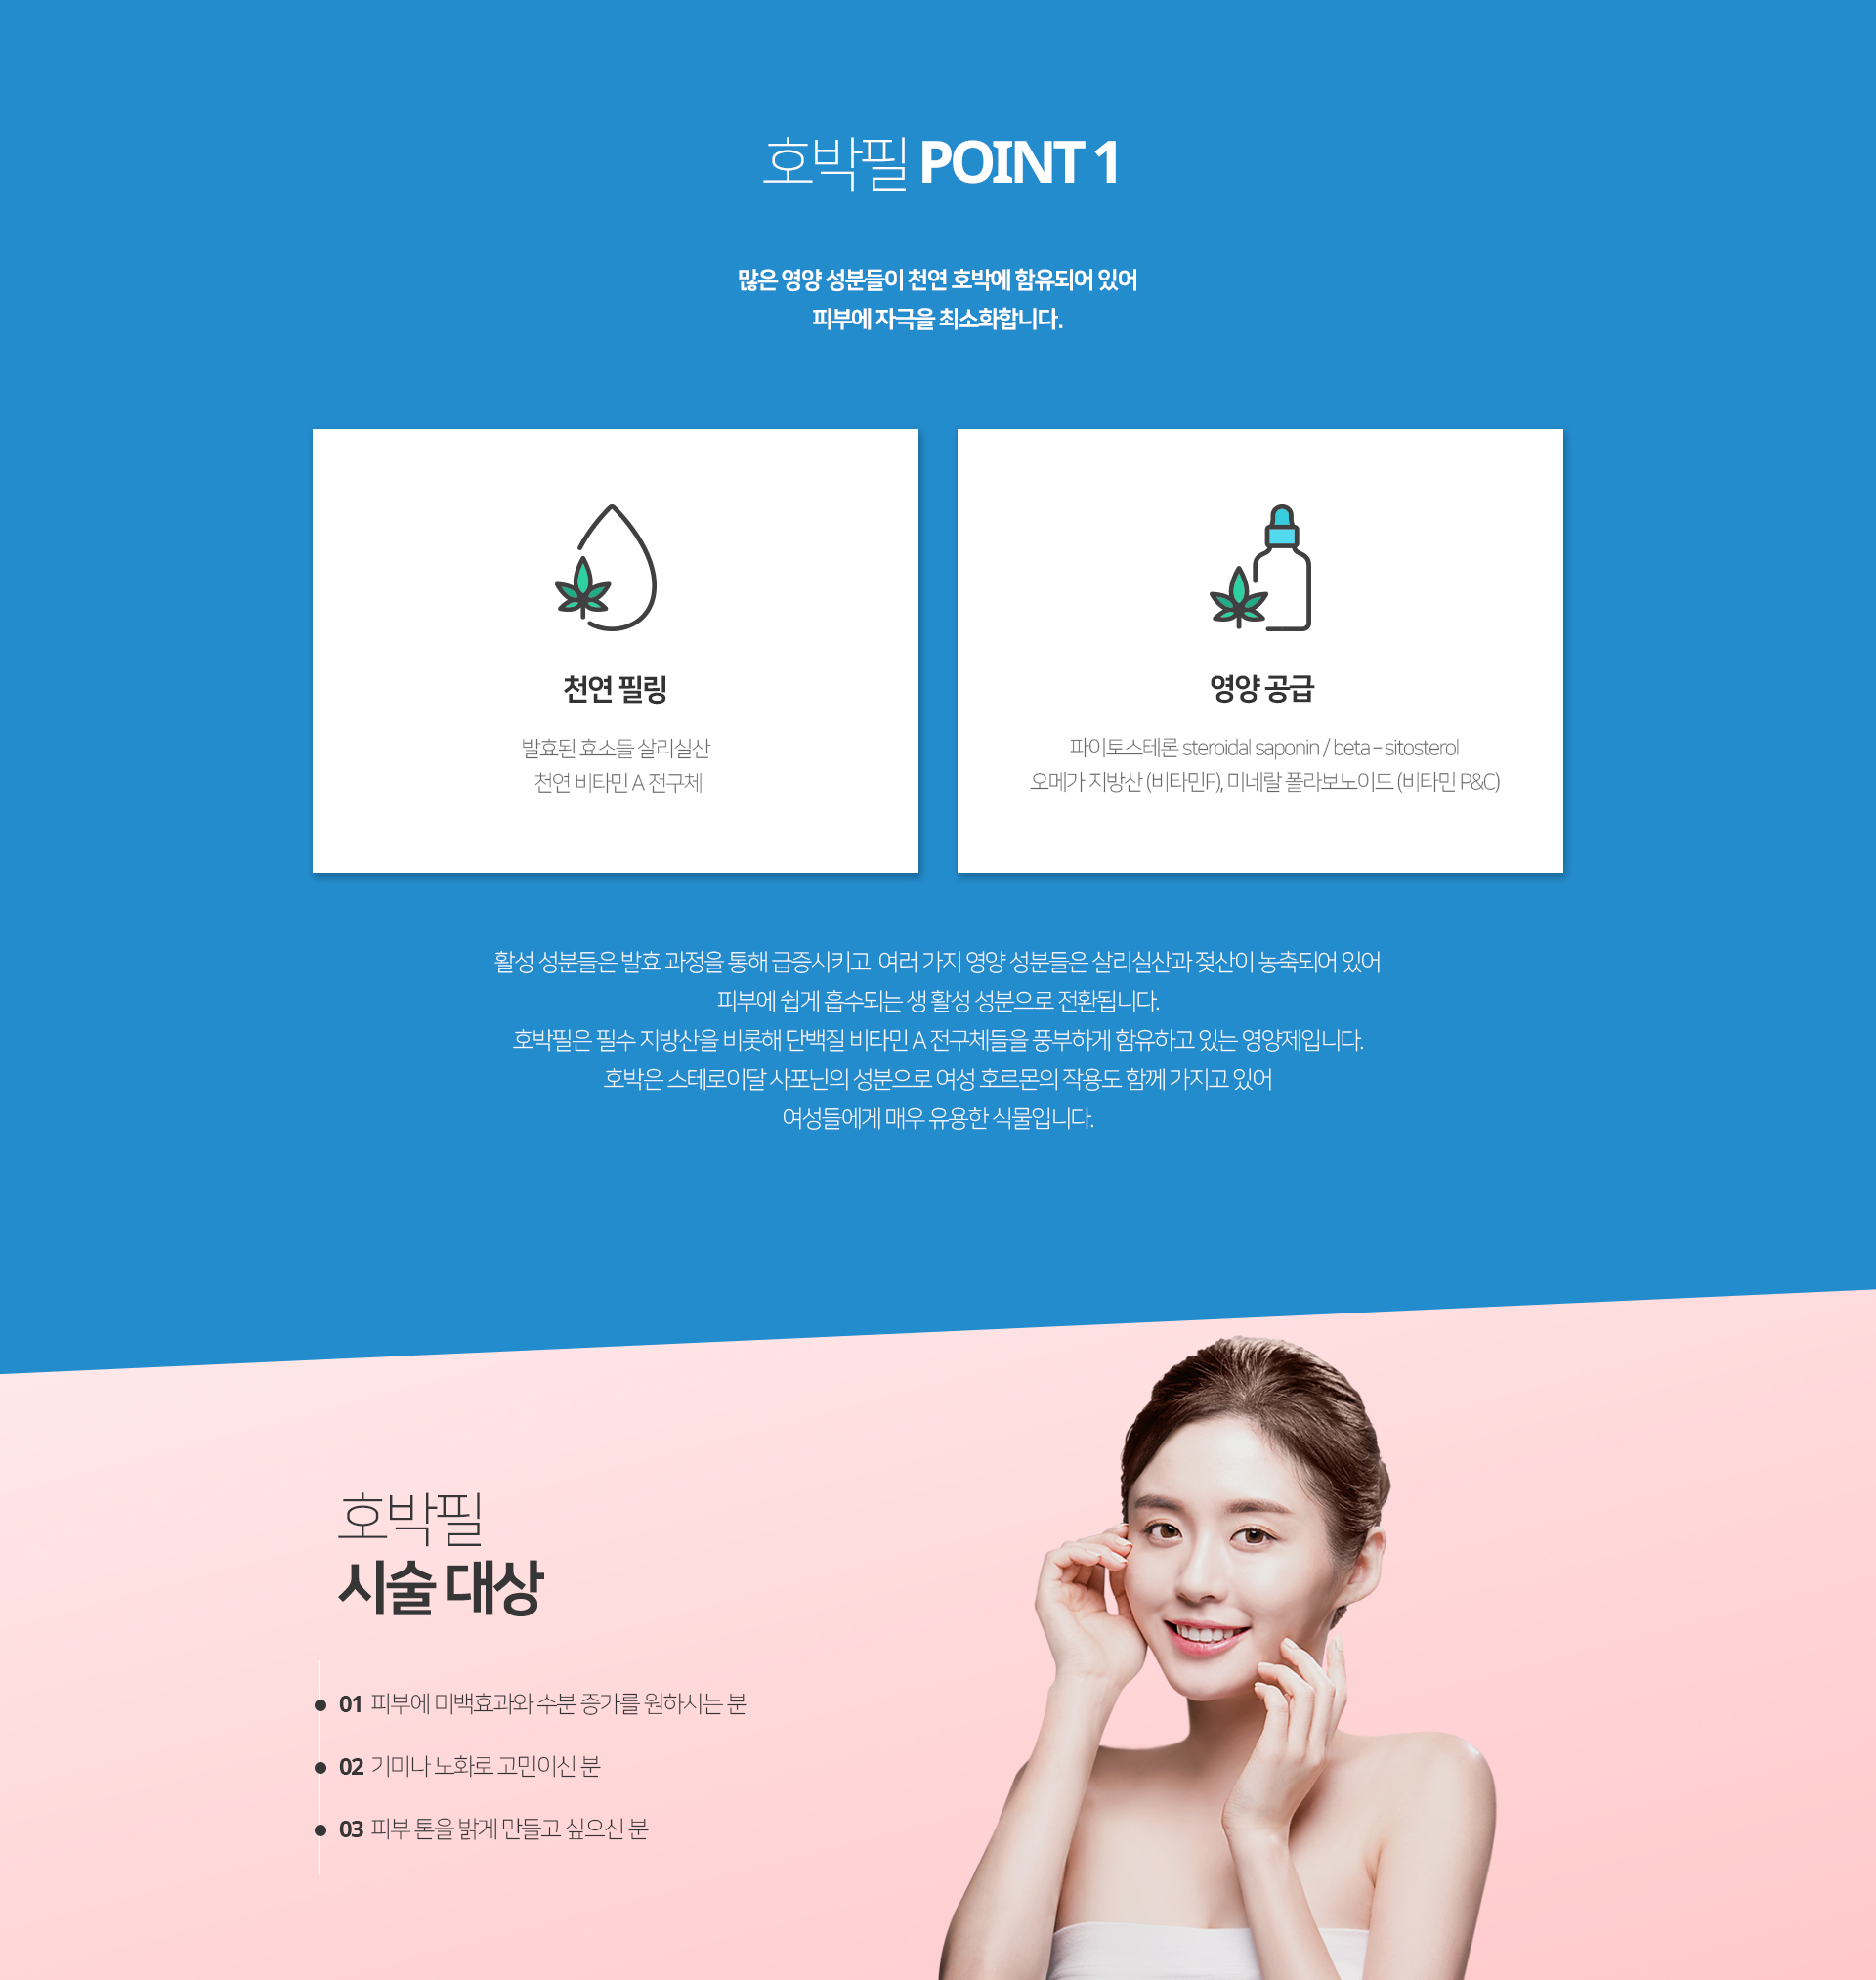 호박필 POINT 1
많은 영양 성분들이 천연 호박에 함유되어 있어
피부에 자극을 최소화합니다.
천연 필링
발효된 효소들 살리실산
천연 비타민 A 전구체
영양 공급
파이토스테론 steroidal saponin / beta – sitosterol
오메가 지방산 (비타민F), 미네랄 폴라보노이드 (비타민 P&C)
활성 성분들은 발효 과정을 통해 급증시키고 여러 가지 영양 성분들은 살리실산과 젖산이 농축되어 있어
피부에 쉽게 흡수되는 생 활성 성분으로 전환됩니다.
호박필은 필수 지방산을 비롯해 단백질 비타민 A 전구체들을 풍부하게 함유하고 있는 영양제입니다.
호박은 스테로이달 사포닌의 성분으로 여성 호르몬의 작용도 함께 가지고 있어
여성들에게 매우 유용한 식물입니다.
호박필
시술 대상
01 피부에 미백효과와 수분 증가를 원하시는 분
02 기미나 노화로 고민이신 분
03 피부 톤을 밝게 만들고 싶으신 분